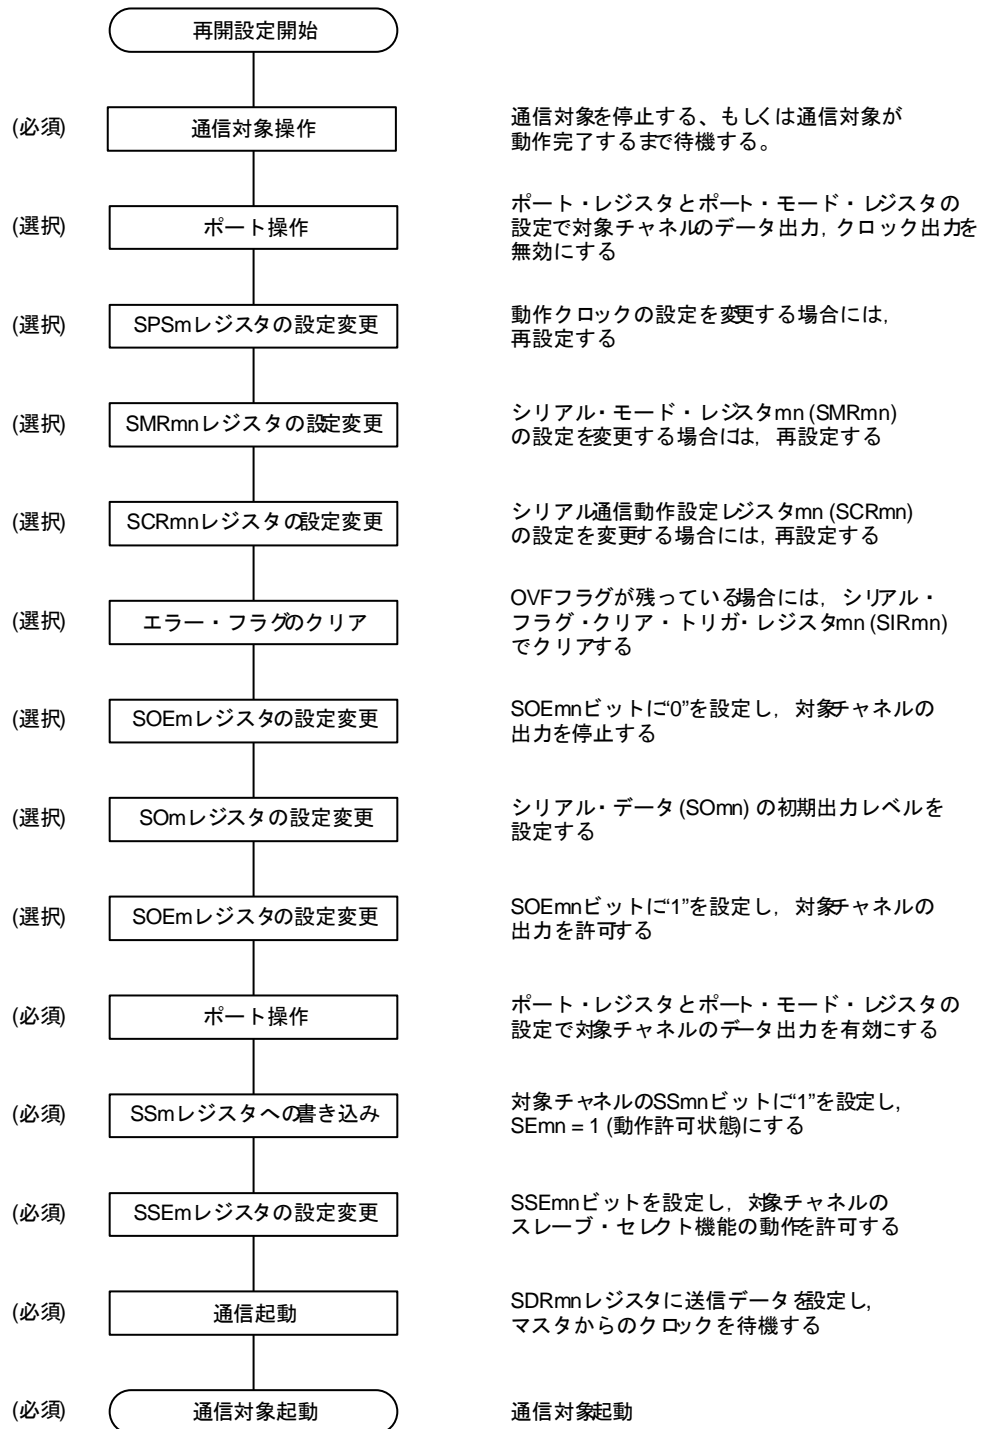 再開設定開始
(必須)
通信対象操作
通信対象を停止する、もしくは通信対象が
動作完了するまで待機する。
(選択)
ポート操作
ポート・レジスタとポート・モード・レジスタの
設定で対象チャネルのデータ出力, クロック出力を
無効にする
(選択)
SPSmレジスタの設定変更
動作クロックの設定を変更する場合には,
再設定する
(選択)
SMRmnレジスタの設定変更
シリアル・モード・レジスタmn (SMRmn)
の設定を変更する場合には, 再設定する
(選択)
SCRmnレジスタの設定変更
シリアル通信動作設定レジスタmn (SCRmn)
の設定を変更する場合には, 再設定する
(選択)
エラー・フラグのクリア
OVFフラグが残っている場合には, シリアル・
フラグ・クリア・トリガ・レジスタmn (SIRmn)
でクリアする
(選択)
SOEmレジスタの設定変更
SOEmnビットに“0”を設定し, 対象チャネルの
出力を停止する
(選択)
SOmレジスタの設定変更
シリアル・データ (SOmn) の初期出力レベルを
設定する
(選択)
SOEmレジスタの設定変更
SOEmnビットに“1”を設定し, 対象チャネルの
出力を許可する
(必須)
ポート操作
ポート・レジスタとポート・モード・レジスタの
設定で対象チャネルのデータ出力を有効にする
(必須)
SSmレジスタへの書き込み
対象チャネルのSSmnビットに“1”を設定し,
SEmn = 1 (動作許可状態)にする
(必須)
SSEmレジスタの設定変更
SSEmnビットを設定し, 対象チャネルの
スレーブ・セレクト機能の動作を許可する
(必須)
通信起動
SDRmnレジスタに送信データを設定し,
マスタからのクロックを待機する
(必須)
通信対象起動
通信対象起動